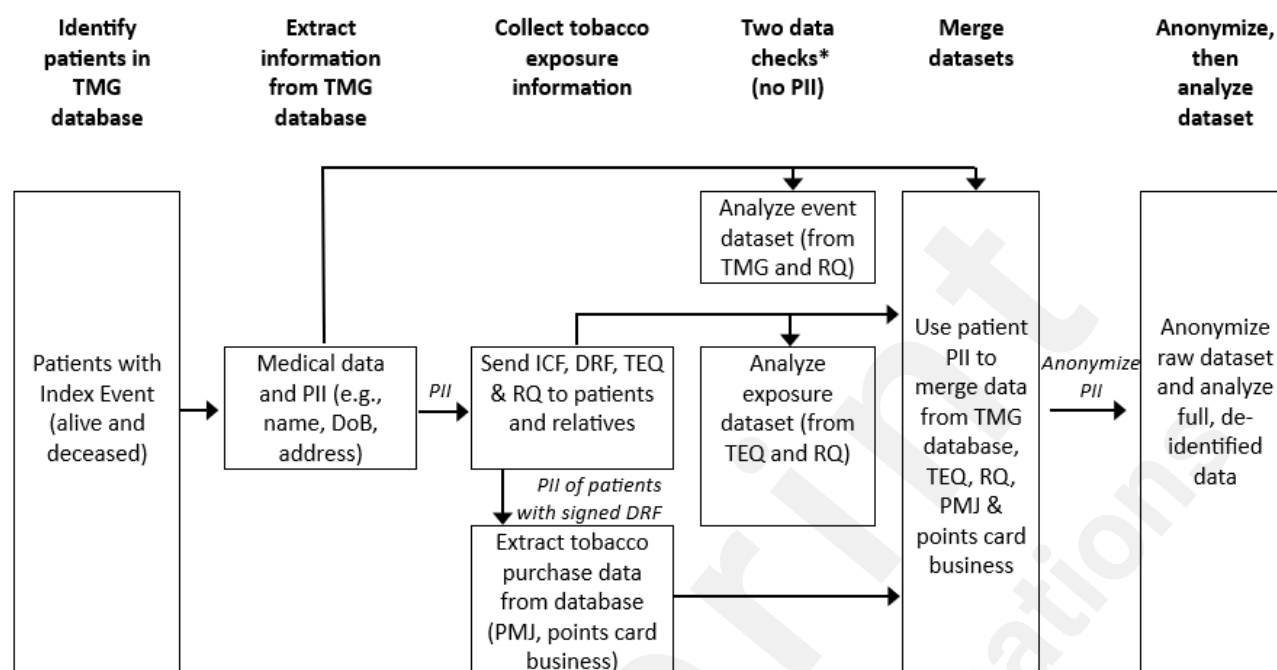 Identify
patients in
TMG
database
Extract
information
from TMG
database
Collect tobacco
exposure
information
Two data
checks*
(no PII)
Merge
datasets
Anonymize,
then
analyze
dataset
Patients with
Index Event
(alive and
deceased)
Medical data
and PII (e.g.,
name, DoB,
address)
PII
Send ICF, DRF, TEQ
& RQ to patients
and relatives
PII of patients
with signed DRF
Extract tobacco
purchase data
from database
(PMJ, points card
business)
Analyze event
dataset (from
TMG and RQ)
Analyze
exposure
dataset (from
TEQ and RQ)
Use patient
PII to
merge data
from TMG
database,
TEQ, RQ,
PMJ &
points card
business
Anonymize
PII
Anonymize
raw dataset
and analyze
full, de-
identified
data